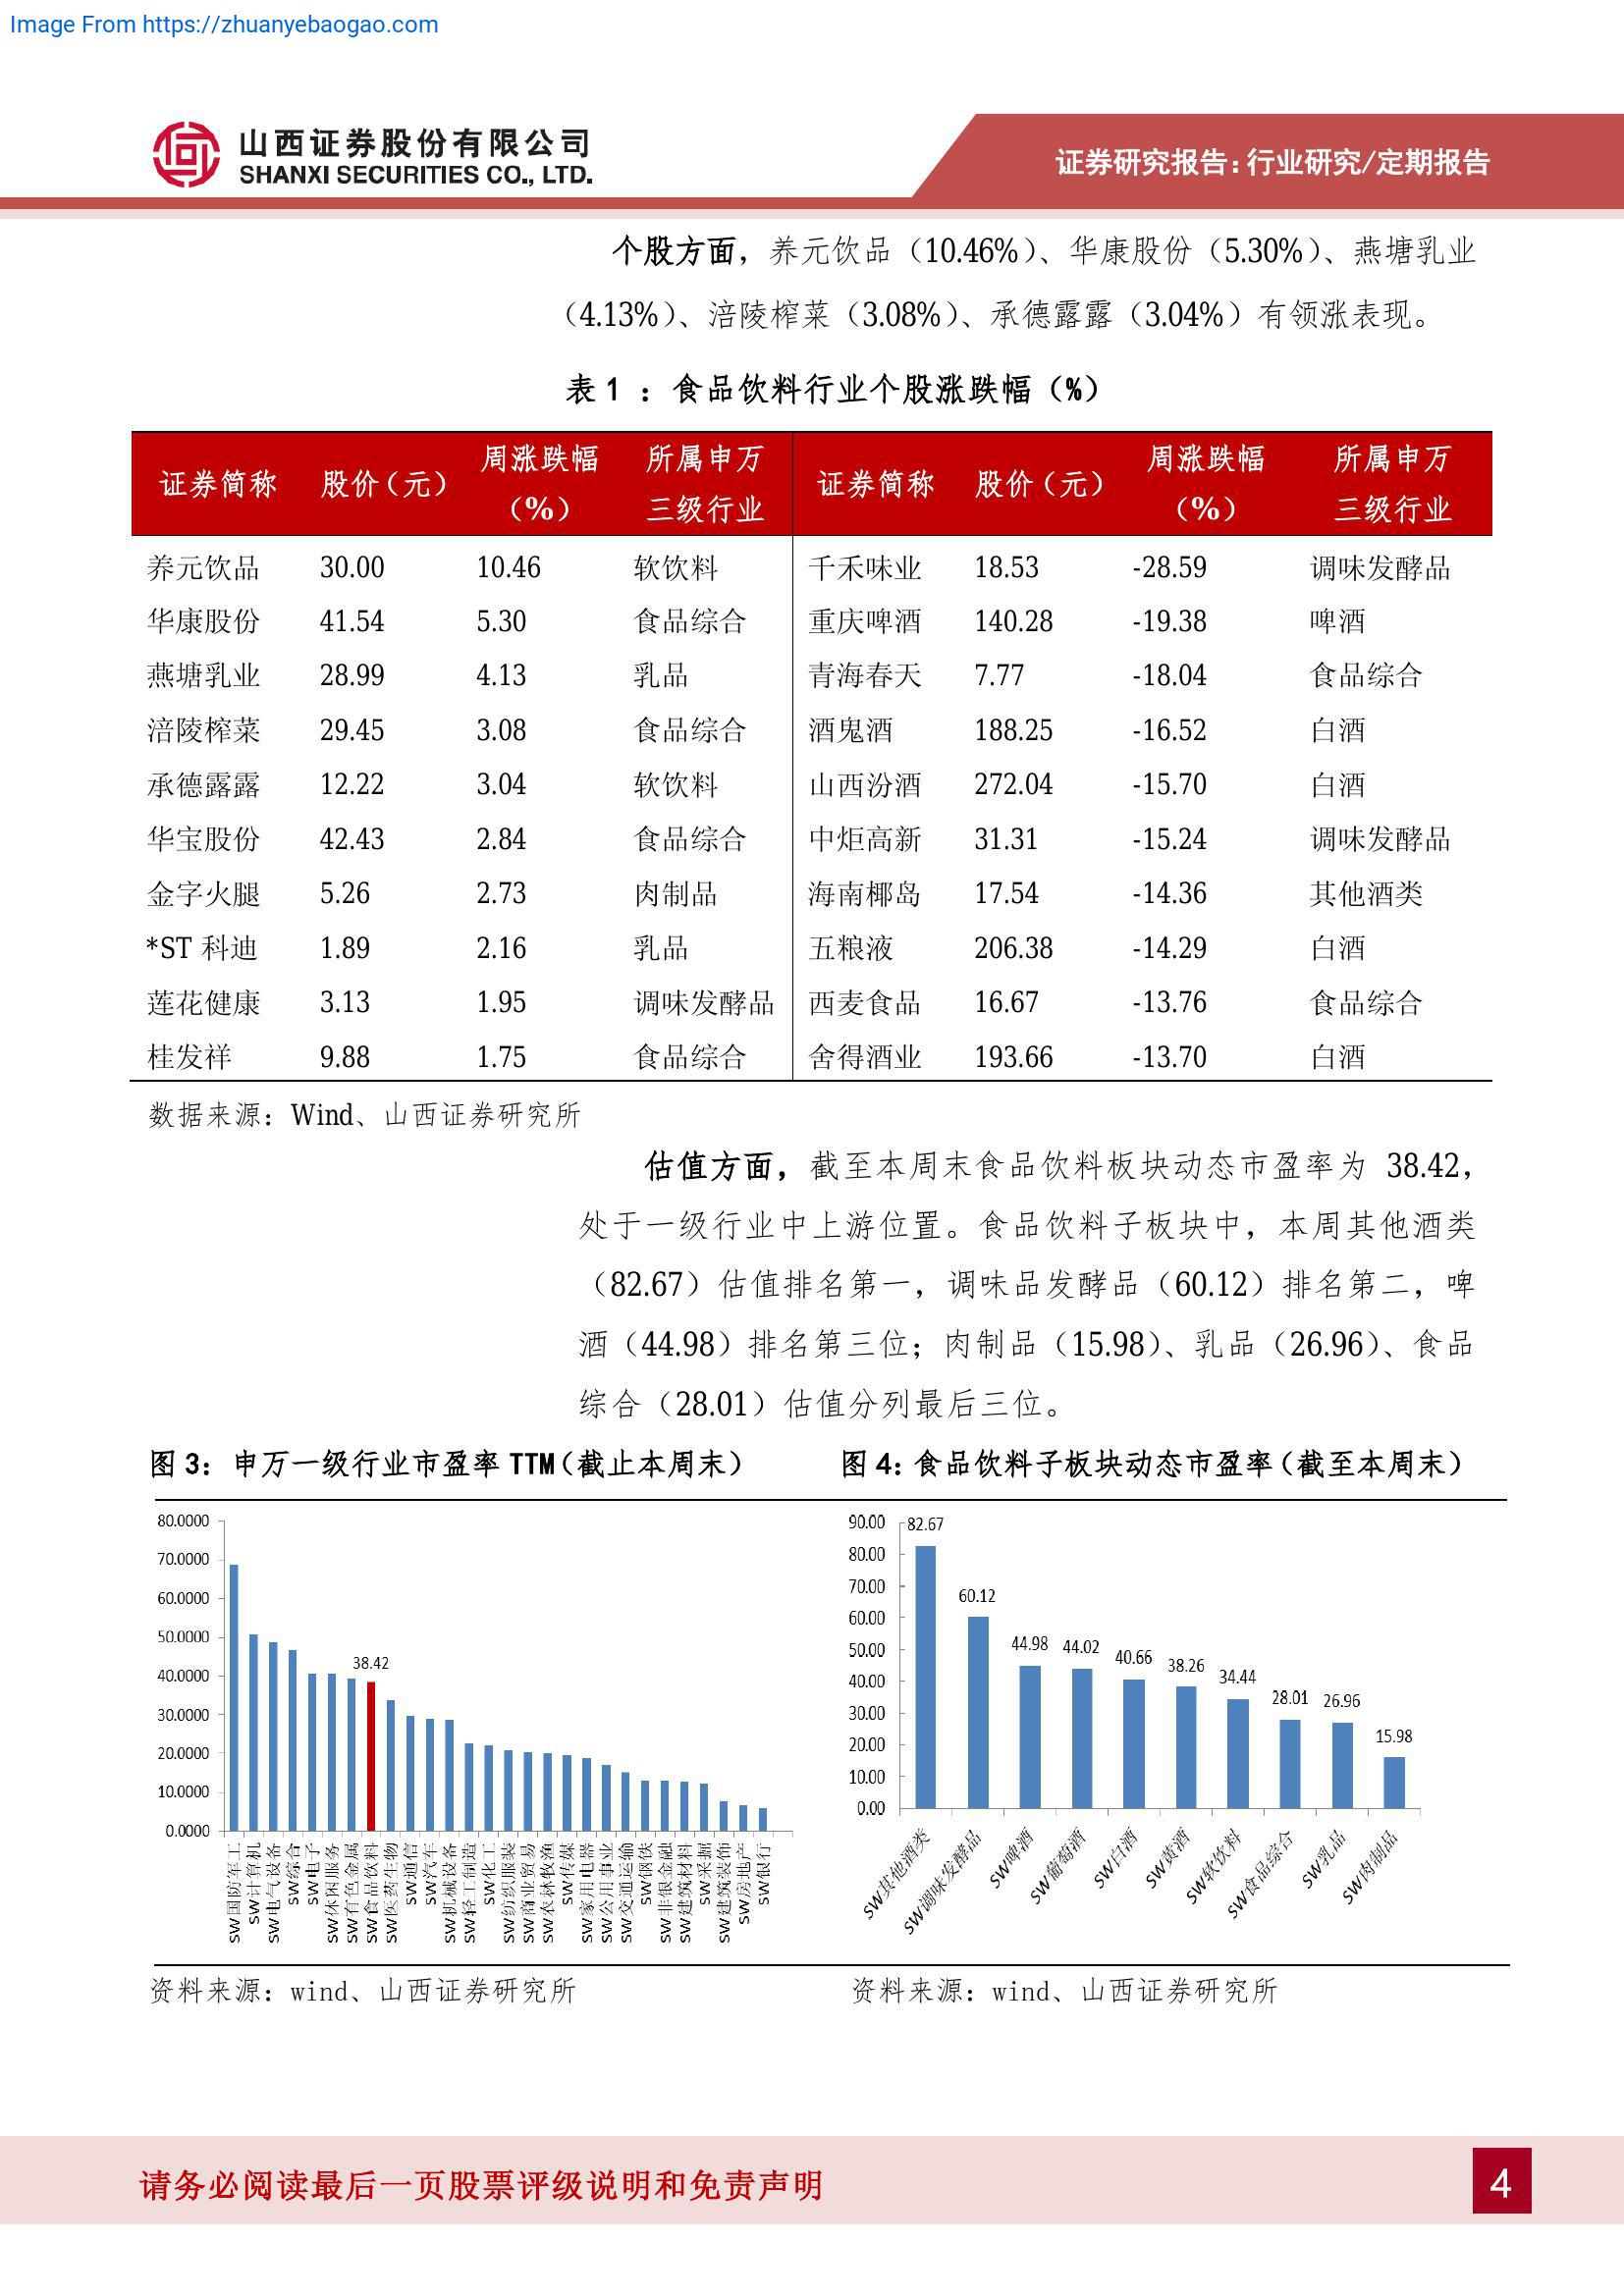 Image From https://zhuanyebaogao.com
山西证券股份有限公司
SHANXI SECURITIES CO., LTD.
证券研究报告:行业研究/定期报告
个股方面，养元饮品（10.46%）、华康股份（5.30%）、燕塘乳业
（4.13%）、涪陵榨菜（3.08%）、承德露露（3.04%）有领涨表现。
表 1 ：食品饮料行业个股涨跌幅（%）
证券简称 股价（元） 周涨跌幅（%） 所属申万三级行业 证券简称 股价（元） 周涨跌幅（%） 所属申万三级行业
养元饮品 30.00 10.46 软饮料 千禾味业 18.53 -28.59 调味发酵品
华康股份 41.54 5.30 食品综合 重庆啤酒 140.28 -19.38 啤酒
燕塘乳业 28.99 4.13 乳品 青海春天 7.77 -18.04 食品综合
涪陵榨菜 29.45 3.08 食品综合 酒鬼酒 188.25 -16.52 白酒
承德露露 12.22 3.04 软饮料 山西汾酒 272.04 -15.70 白酒
华宝股份 42.43 2.84 食品综合 中炬高新 31.31 -15.24 调味发酵品
金字火腿 5.26 2.73 肉制品 海南椰岛 17.54 -14.36 其他酒类
*ST 科迪 1.89 2.16 乳品 五粮液 206.38 -14.29 白酒
莲花健康 3.13 1.95 调味发酵品 西麦食品 16.67 -13.76 食品综合
桂发祥 9.88 1.75 食品综合 舍得酒业 193.66 -13.70 白酒
数据来源：Wind、山西证券研究所
估值方面，截至本周末食品饮料板块动态市盈率为 38.42，
处于一级行业中上游位置。食品饮料子板块中，本周其他酒类
（82.67）估值排名第一，调味品发酵品（60.12）排名第二，啤
酒（44.98）排名第三位；肉制品（15.98）、乳品（26.96）、食品
综合（28.01）估值分列最后三位。
图 3：申万一级行业市盈率 TTM（截止本周末）
80.0000
70.0000
60.0000
50.0000
40.0000
30.0000
20.0000
10.0000
0.0000
38.42
SW国防军工
SW计算机
SW电气设备
SW综合
SW电子
SW休闲服务
SW有色金属
SW食品饮料
SW医药生物
SW通信
SW汽车
SW机械设备
SW轻工制造
SW化工
SW纺织服装
SW商业贸易
SW农林牧渔
SW传媒
SW家用电器
SW公用事业
SW交通运输
SW钢铁
SW非银金融
SW建筑材料
SW采掘
SW建筑装饰
SW房地产
SW银行
资料来源：wind、山西证券研究所
图 4：食品饮料子板块动态市盈率（截至本周末）
90.00
80.00
70.00
60.00
50.00
40.00
30.00
20.00
10.00
0.00
82.67
60.12
44.98
44.02
40.66
38.26
34.44
28.01
26.96
15.98
SW其他酒类
SW调味发酵品
SW啤酒
SW葡萄酒
SW白酒
SW黄酒
SW软饮料
SW食品综合
SW乳品
SW肉制品
资料来源：wind、山西证券研究所
请务必阅读最后一页股票评级说明和免责声明
4